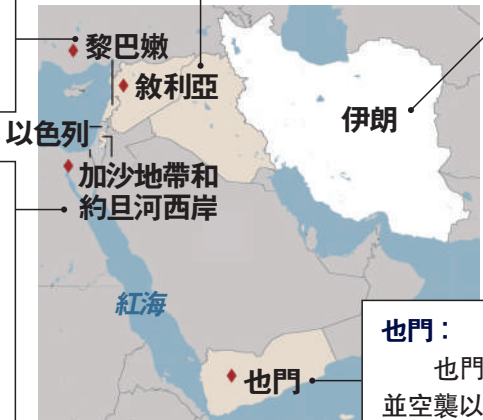 黎巴嫩
敘利亞
伊朗
以色列
加沙地帶和
約旦河西岸
紅海
也門
也門：
也門
並空襲以